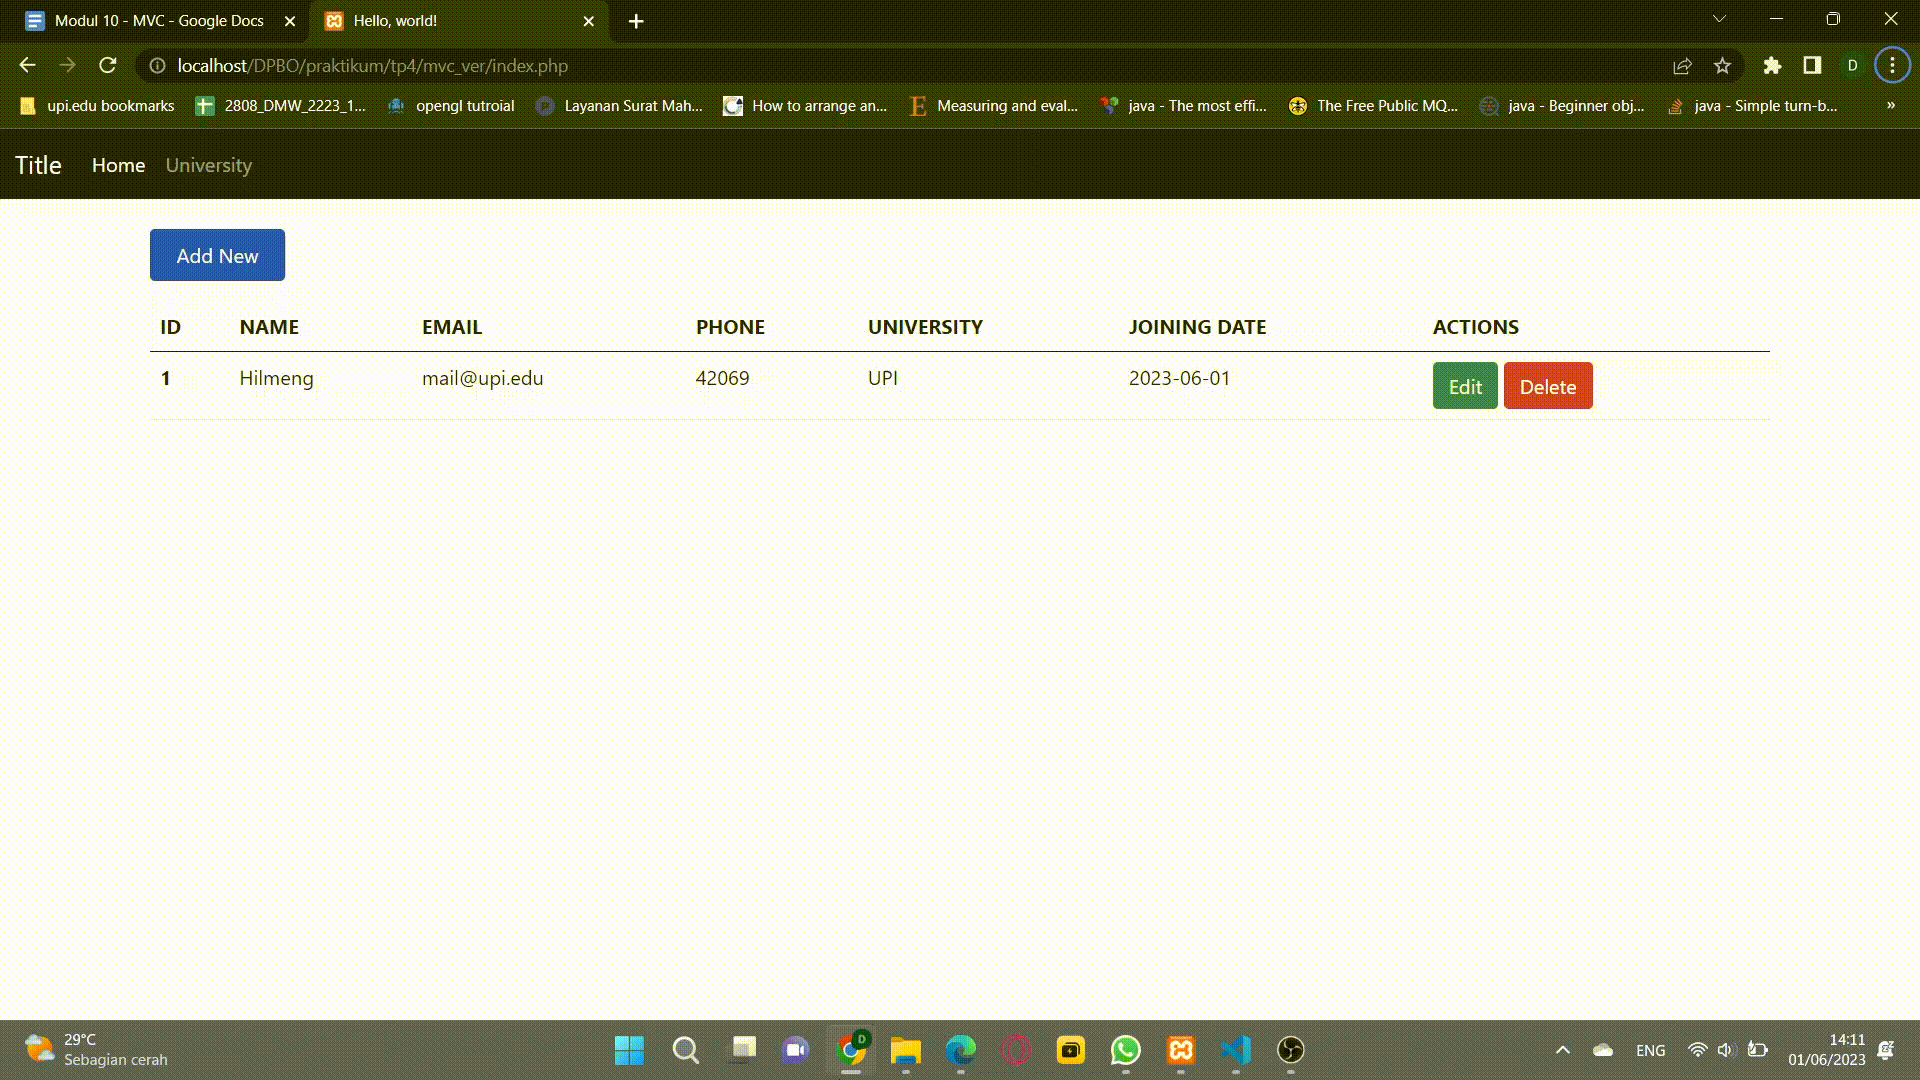 Modul 10 - MVC - Google Docs
Hello, world!
localhost/DPBO/praktikum/tp4/mvc_ver/index.php
D
upi.edu bookmarks
2808_DMW_2223_1...
opengl tutroial
Layanan Surat Mah...
How to arrange an...
Measuring and eval...
java - The most effi...
The Free Public MQ...
java - Beginner obj...
java - Simple turn-b...
»
Title Home University
Add New
ID NAME EMAIL PHONE UNIVERSITY JOINING DATE ACTIONS
1 Hilmeng mail@upi.edu 42069 UPI 2023-06-01 Edit Delete
29°C
Sebagian cerah
D
ENG
14:11
01/06/2023